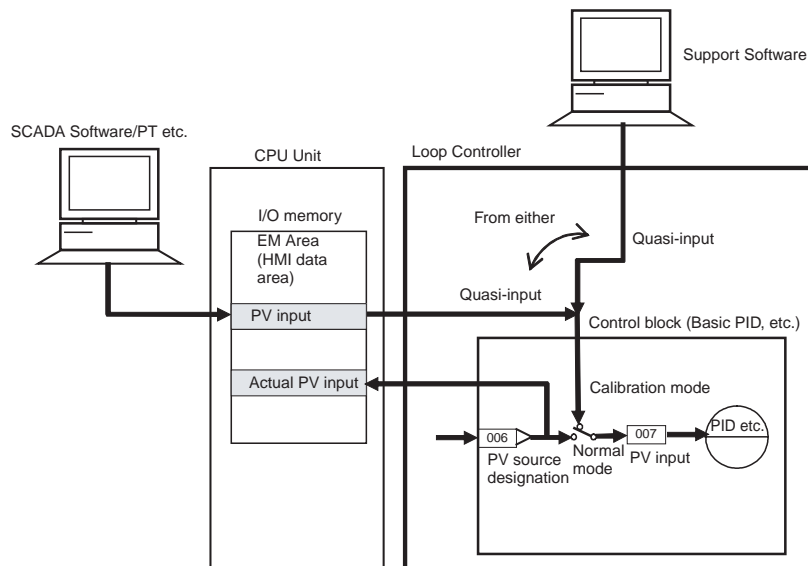 Support Software
SCADA Software/PT etc.
CPU Unit
Loop Controller
I/O memory
EM Area
(HMI data
area)
From either
Quasi-input
Quasi-input
PV input
Control block (Basic PID, etc.)
Actual PV input
Calibration mode
006
007
PID etc.
PV source
designation
Normal
mode
PV input